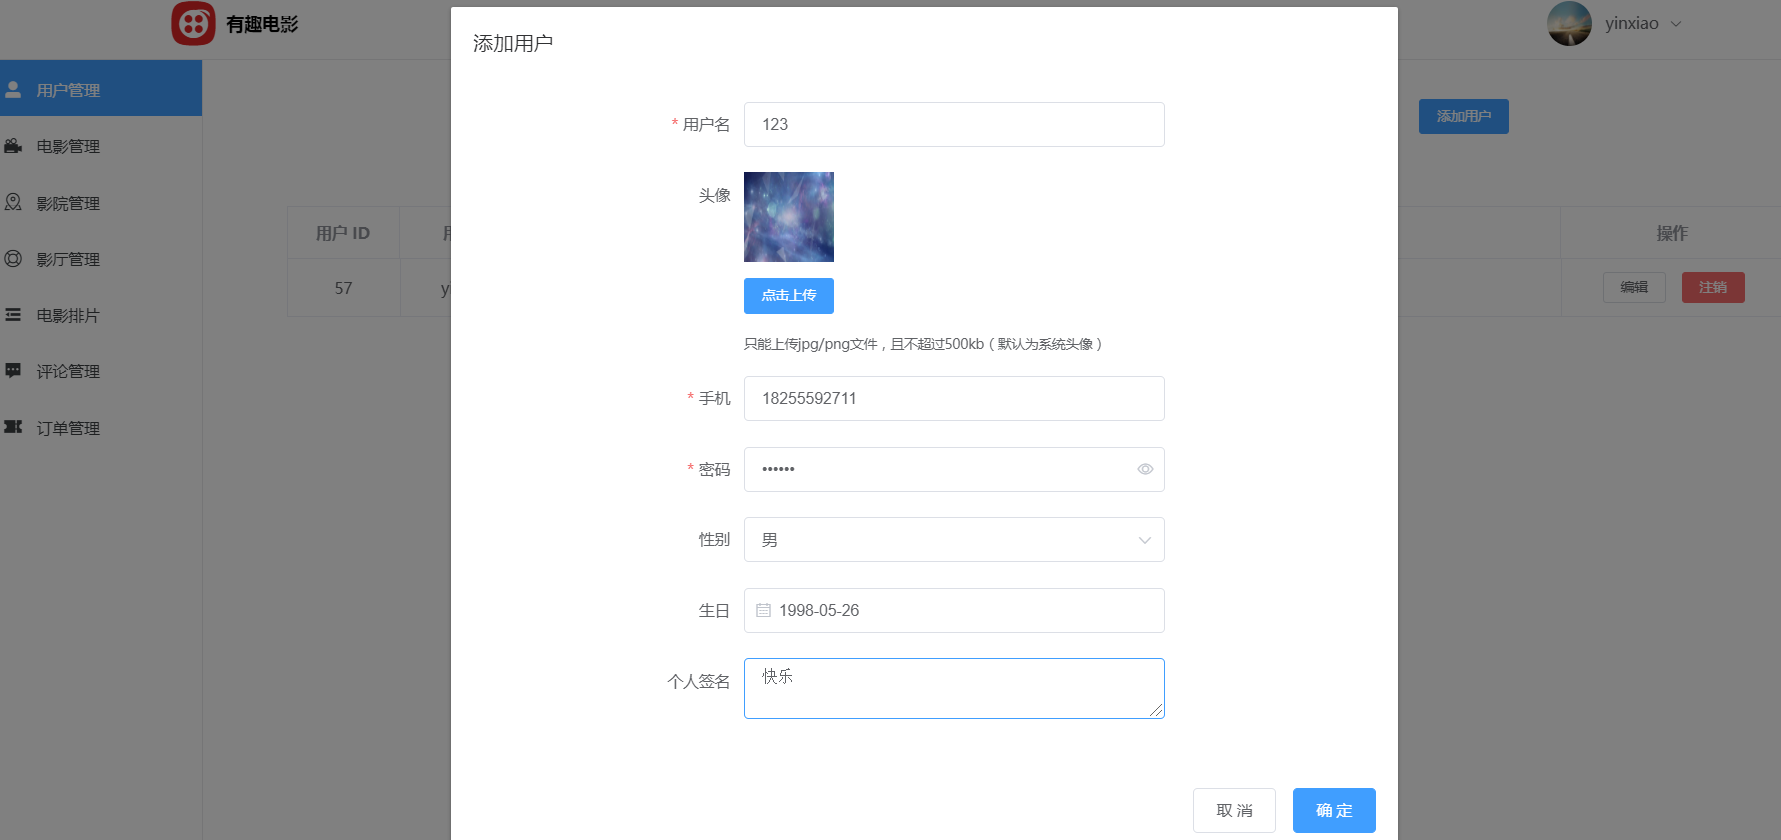 有趣电影
yinxiao
用户管理
电影管理
影院管理
影厅管理
电影排片
评论管理
订单管理
添加用户
用户 ID
操作
57
编辑
注销
添加用户
* 用户名
123
头像
点击上传
只能上传jpg/png文件，且不超过500kb（默认为系统头像）
* 手机
18255592711
* 密码
••••••
性别
男
生日
1998-05-26
个人签名
快乐
取 消
确 定